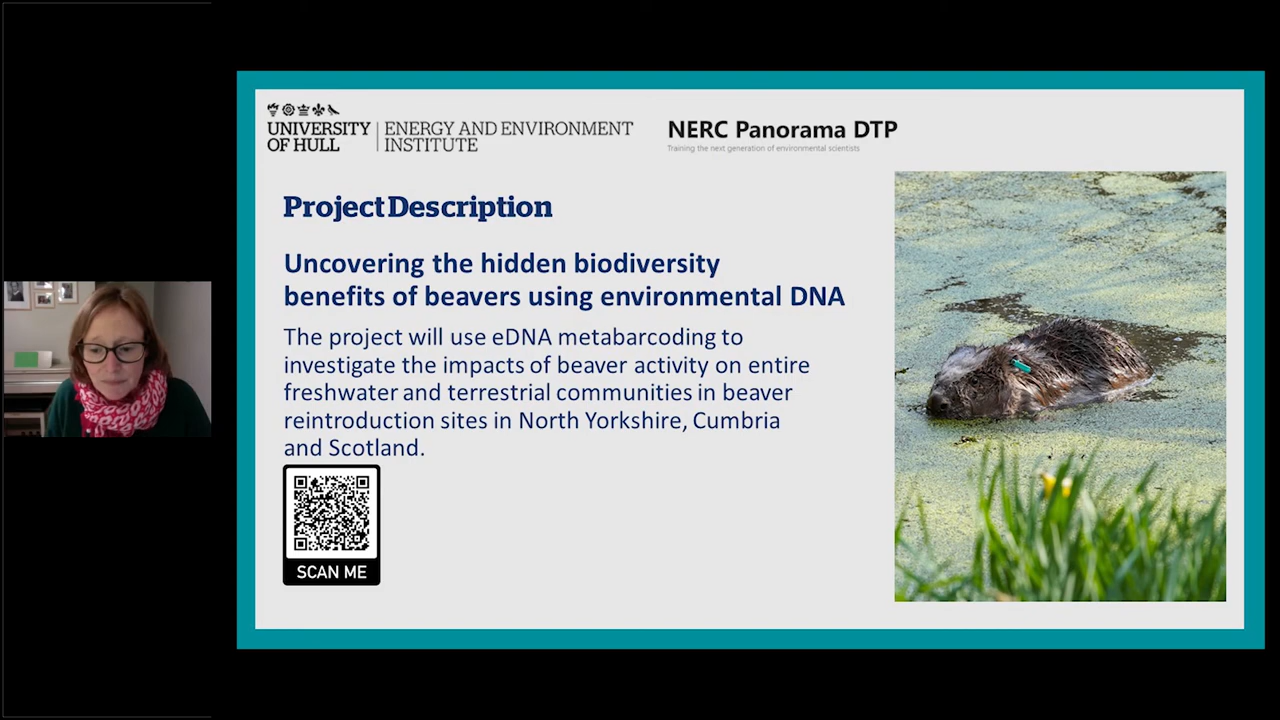 UNIVERSITY
OF HULL
ENERGY AND ENVIRONMENT
INSTITUTE
NERC Panorama DTP
Training the next generation of environmental scientists
Project Description
Uncovering the hidden biodiversity
benefits of beavers using environmental DNA
The project will use eDNA metabarcoding to
investigate the impacts of beaver activity on entire
freshwater and terrestrial communities in beaver
reintroduction sites in North Yorkshire, Cumbria
and Scotland.
SCAN ME